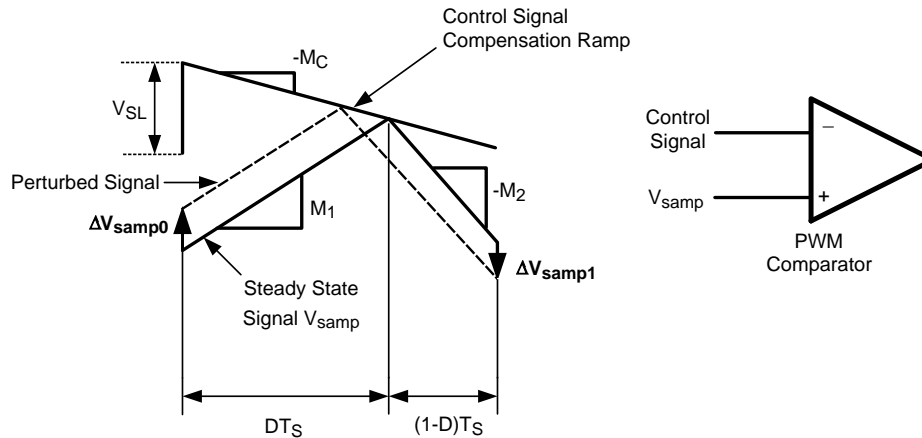 Control Signal
Compensation Ramp
-M_C
V_SL
Control
Signal
−
Perturbed Signal
-M_2
V_samp
+
M_1
ΔV_samp0
PWM
Comparator
ΔV_samp1
Steady State
Signal V_samp
DT_S
(1-D)T_S